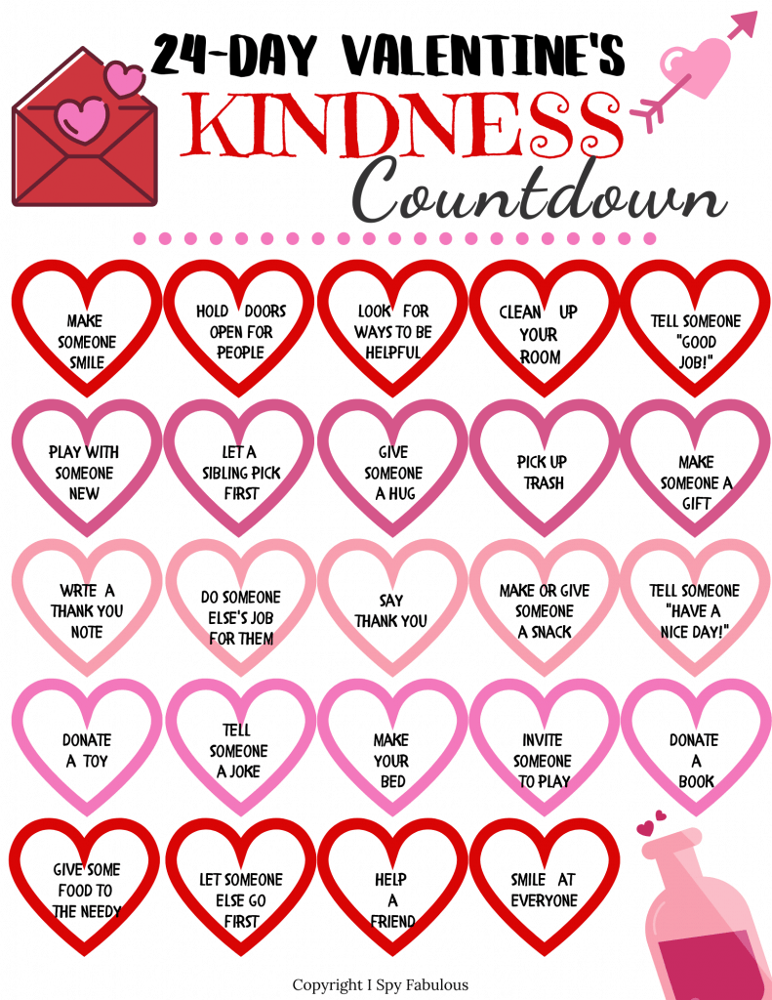 24-DAY VALENTINE'S
KINDNESS
Countdown
MAKE
SOMEONE
SMILE
HOLD DOORS
OPEN FOR
PEOPLE
LOOK FOR
WAYS TO BE
HELPFUL
CLEAN UP
YOUR
ROOM
TELL SOMEONE
"GOOD
JOB!"
PLAY WITH
SOMEONE
NEW
LET A
SIBLING PICK
FIRST
GIVE
SOMEONE
A HUG
PICK UP
TRASH
MAKE
SOMEONE A
GIFT
WRTE A
THANK YOU
NOTE
DO SOMEONE
ELSE'S JOB
FOR THEM
SAY
THANK YOU
MAKE OR GIVE
SOMEONE
A SNACK
TELL SOMEONE
"HAVE A
NICE DAY!"
DONATE
A TOY
TELL
SOMEONE
A JOKE
MAKE
YOUR
BED
INVITE
SOMEONE
TO PLAY
DONATE
A
BOOK
GIVE SOME
FOOD TO
THE NEEDY
LET SOMEONE
ELSE GO
FIRST
HELP
A
FRIEND
SMILE AT
EVERYONE
Copyright I Spy Fabulous